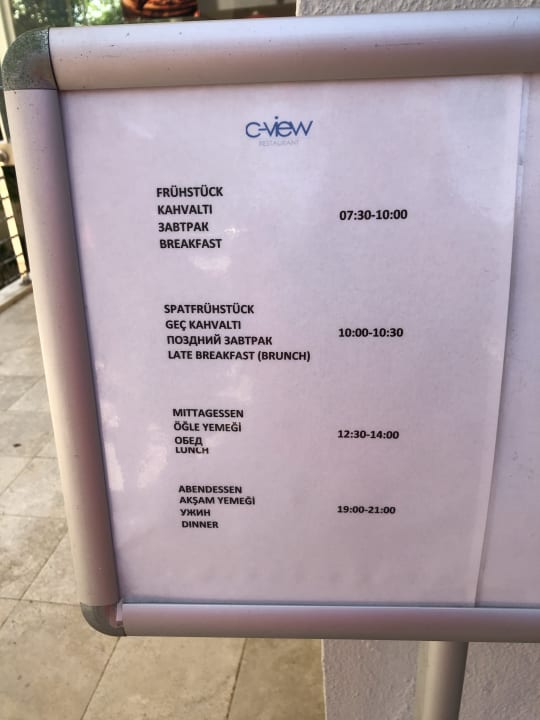 C-VIEW
RESTAURANT
FRÜHSTÜCK
KAHVALTI
ЗАВТРАК
BREAKFAST
07:30-10:00
SPATFRÜHSTÜCK
GEÇ KAHVALTI
ПОЗДНИЙ ЗАВТРАК
LATE BREAKFAST (BRUNCH)
10:00-10:30
MITTAGESSEN
ÖĞLE YEMEĞİ
ОБЕД
LUNCH
12:30-14:00
ABENDESSEN
AKŞAM YEMEĞİ
УЖИН
DINNER
19:00-21:00